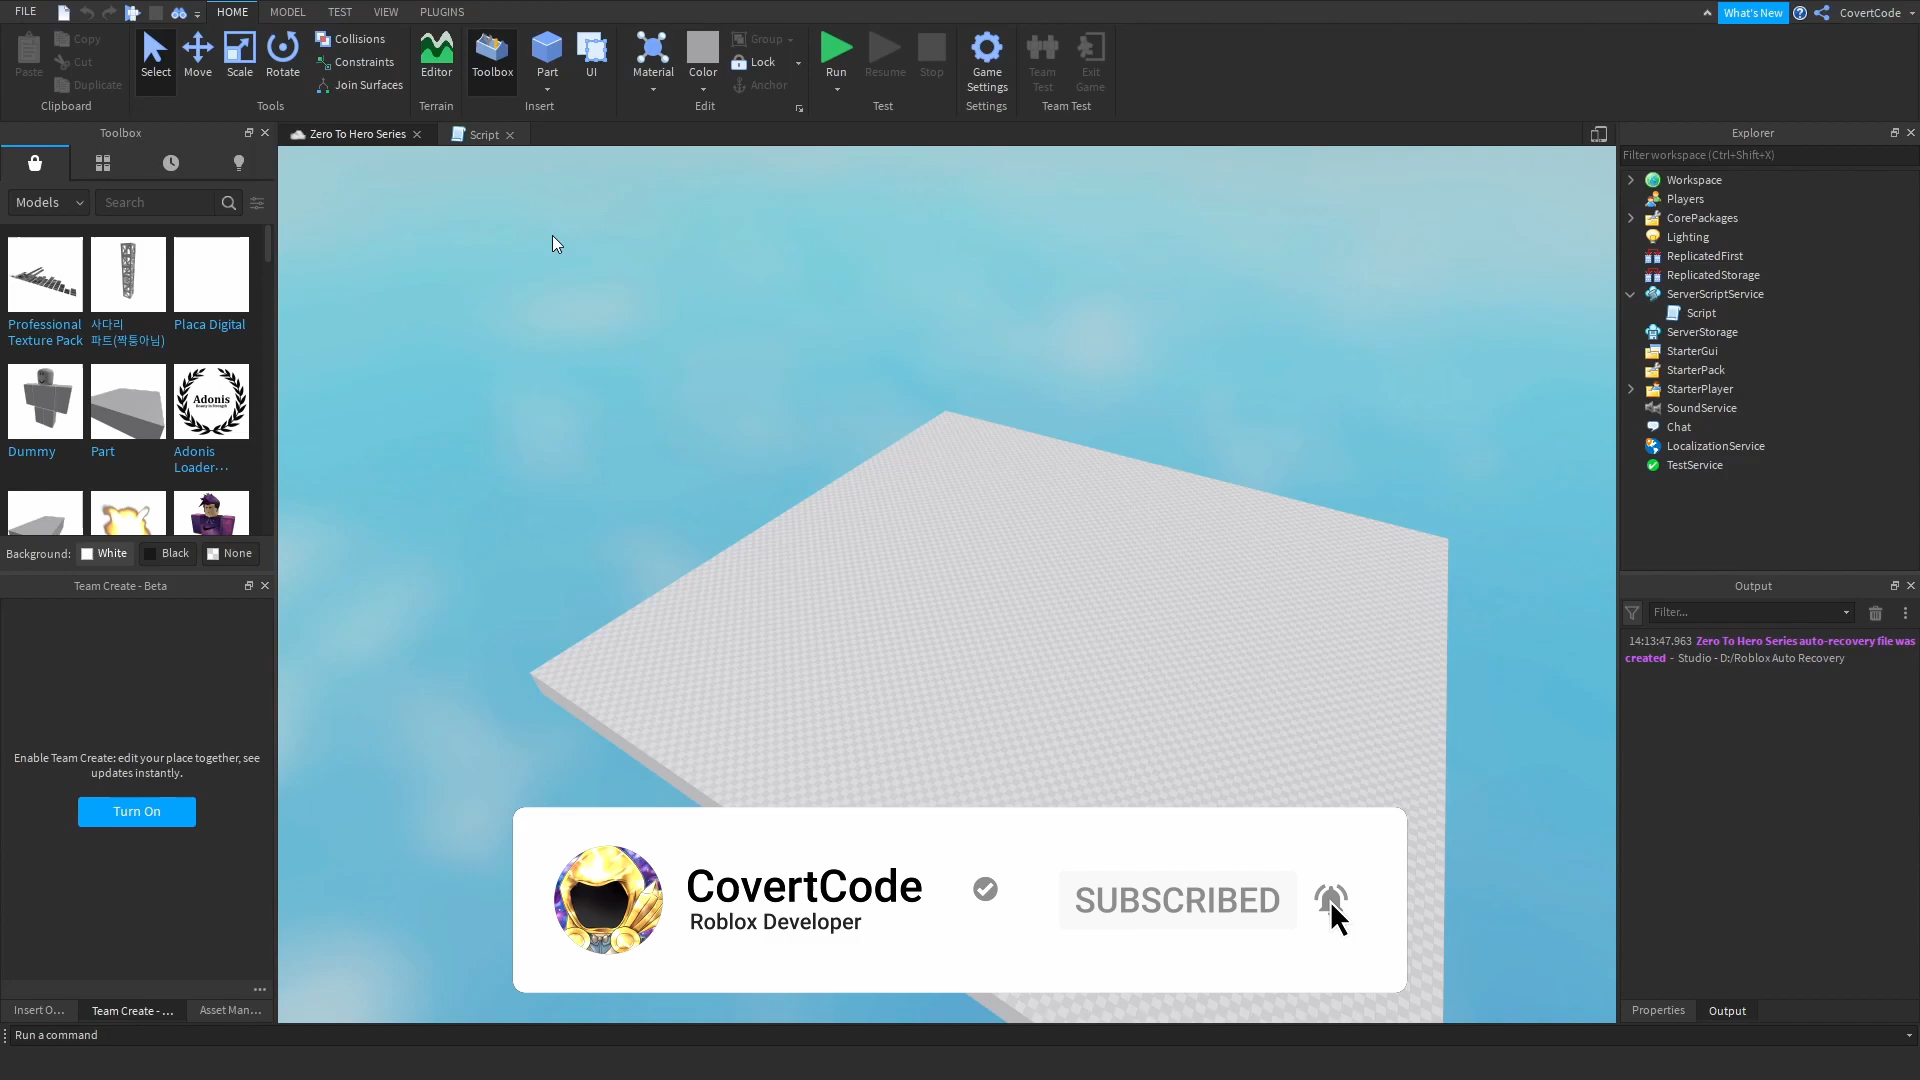 FILE
HOME
MODEL
TEST
VIEW
PLUGINS
What's New
CovertCode
Paste
Copy
Cut
Duplicate
Clipboard
Select
Move
Scale
Rotate
Collisions
Constraints
Join Surfaces
Tools
Editor
Terrain
Toolbox
Part
UI
Insert
Material
Color
Group
Lock
Anchor
Edit
Run
Resume
Stop
Test
Game
Settings
Settings
Team
Test
Exit
Game
Team Test
Toolbox
Models
Search
Professional
Texture Pack
사다리
파트(짝퉁아님)
Placa Digital
Dummy
Part
Adonis
Adonis
Loader...
Background:
White
Black
None
Team Create - Beta
Enable Team Create: edit your place together, see
updates instantly.
Turn On
Insert O...
Team Create - ...
Asset Man...
Run a command
Zero To Hero Series
Script
CovertCode
Roblox Developer
SUBSCRIBED
Explorer
Filter workspace (Ctrl+Shift+X)
Workspace
Players
CorePackages
Lighting
ReplicatedFirst
ReplicatedStorage
ServerScriptService
Script
ServerStorage
StarterGui
StarterPack
StarterPlayer
SoundService
Chat
LocalizationService
TestService
Output
Filter...
14:13:47.963 Zero To Hero Series auto-recovery file was
created - Studio - D:/Roblox Auto Recovery
Properties
Output